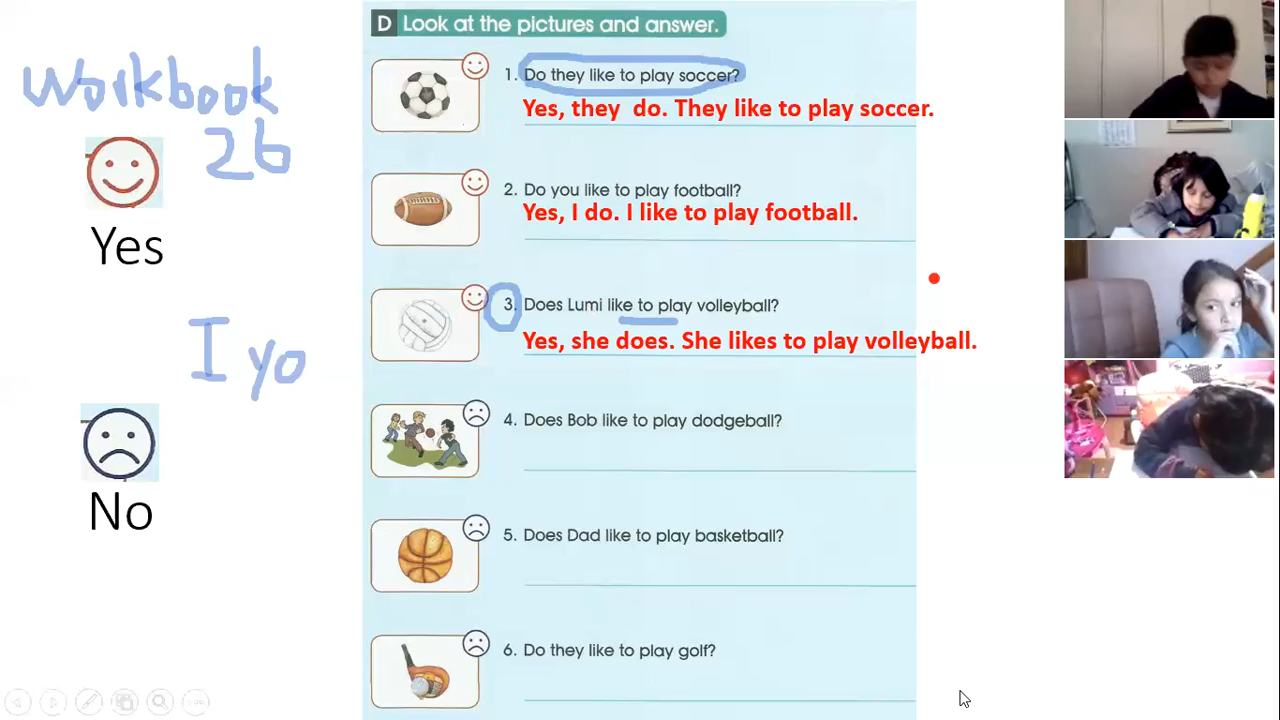 Workbook
26
Yes
I yo
No
D Look at the pictures and answer.
1. Do they like to play soccer?
Yes, they do. They like to play soccer.
2. Do you like to play football?
Yes, I do. I like to play football.
3. Does Lumi like to play volleyball?
Yes, she does. She likes to play volleyball.
4. Does Bob like to play dodgeball?
5. Does Dad like to play basketball?
6. Do they like to play golf?